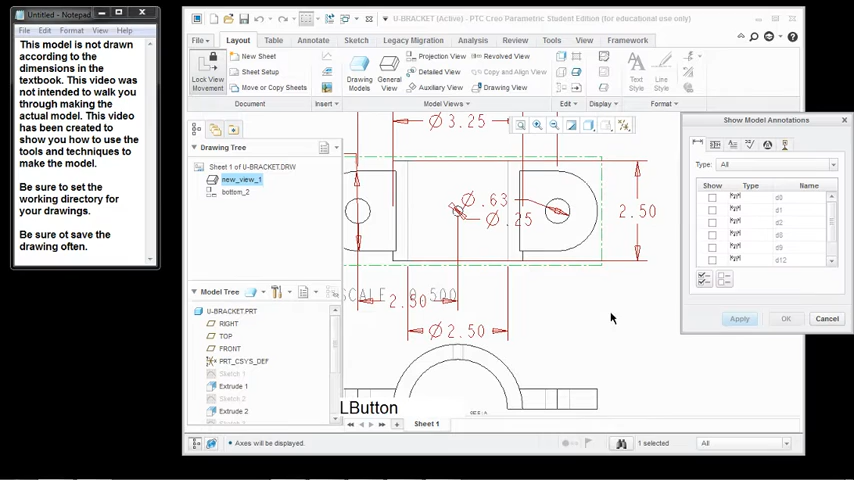 Untitled - Notepad
File Edit Format View Help
This model is not drawn
according to the
dimensions in the
textbook. This video was
not intended to walk you
through making the
actual model. This video
has been created to
show you how to use the
tools and techniques to
make the model.
Be sure to set the
working directory for
your drawings.
Be sure ot save the
drawing often.
U-BRACKET (Active) - PTC Creo Parametric Student Edition (for educational use only)
File Layout Table Annotate Sketch Legacy Migration Analysis Review Tools View Framework
Lock View
Movement
New Sheet
Sheet Setup
Move or Copy Sheets
Drawing
Models
General
View
Projection View
Detailed View
Auxiliary View
Revolved View
Copy and Align View
Drawing View
Text
Style
Line
Style
Document Insert Model Views Edit Display Format
Drawing Tree
Sheet 1 of U-BRACKET.DRW
new_view_1
bottom_2
Model Tree
U-BRACKET.PRT
RIGHT
TOP
FRONT
PRT_CSYS_DEF
Sketch 1
Extrude 1
Sketch 2
Extrude 2
Ø3.25
Ø.63
Ø.25
2.50
SCALE
500
Ø2.50
LButton
Sheet 1
Axes will be displayed.
1 selected
All
Show Model Annotations
Type: All
Show Type Name
d0
d1
d2
d8
d9
d12
Apply OK Cancel